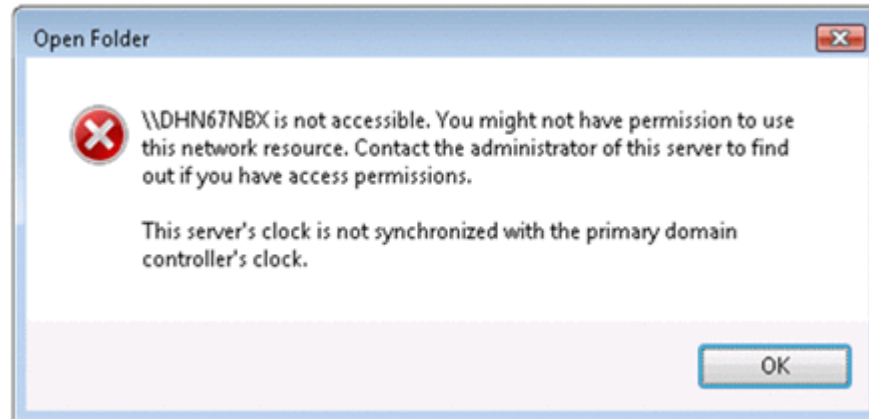 Open Folder
\\DHN67NBX is not accessible. You might not have permission to use
this network resource. Contact the administrator of this server to find
out if you have access permissions.
This server's clock is not synchronized with the primary domain
controller's clock.
OK